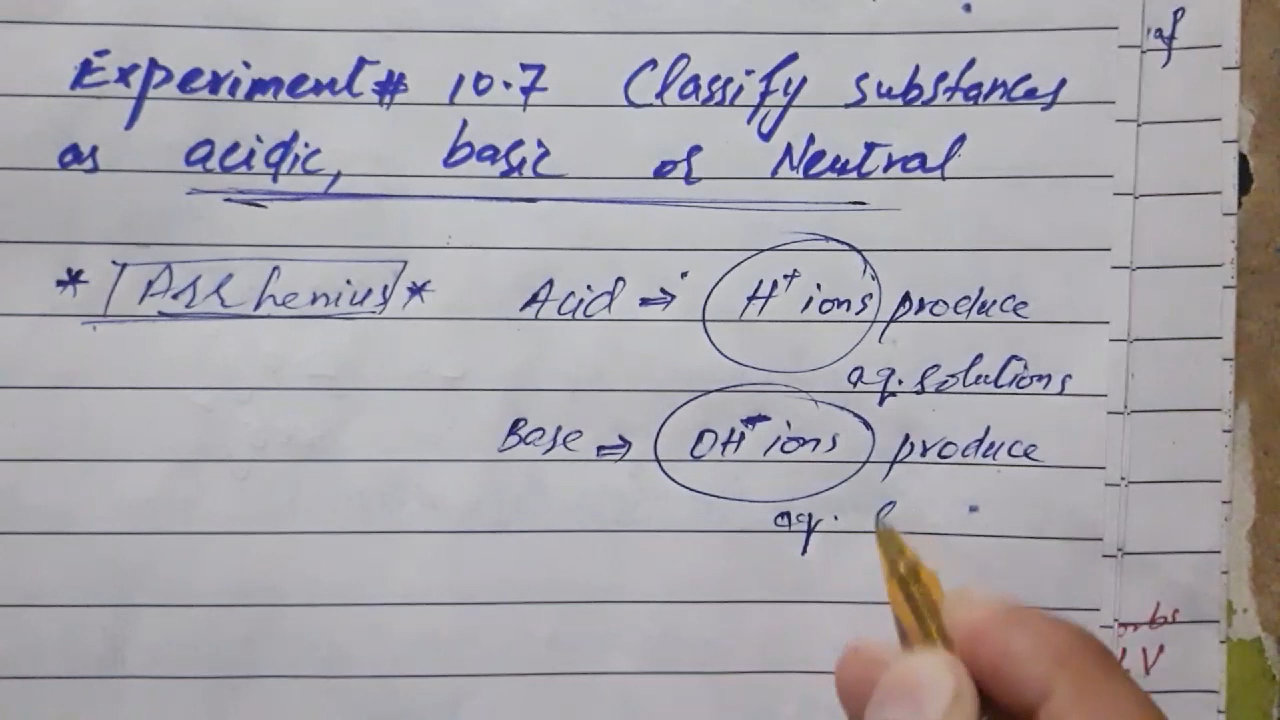 Experiment# 10.7 Classify substances
as acidic, basic or Neutral
* Arrhenius * Acid ⇒ H⁺ ions produce
aq. solutions
Base ⇒ OH⁻ ions produce
aq.